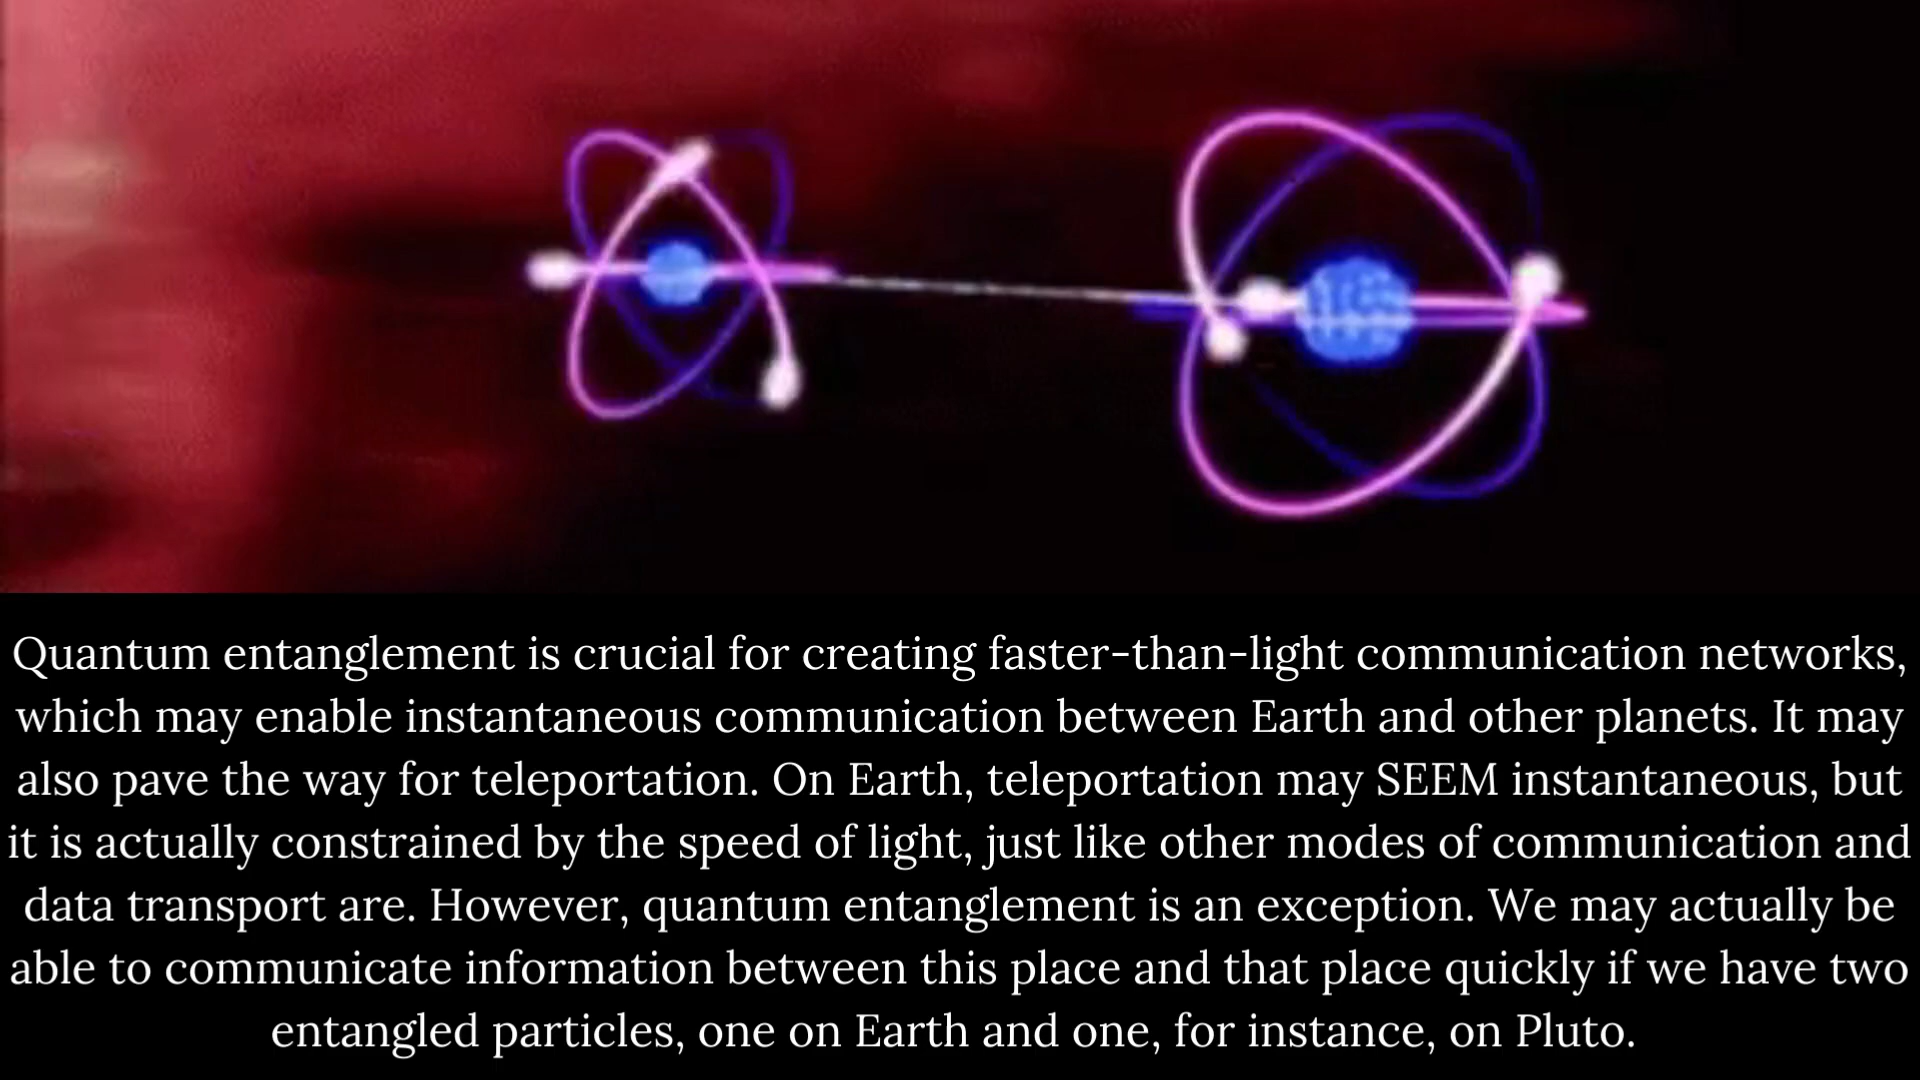 Quantum entanglement is crucial for creating faster-than-light communication networks,
which may enable instantaneous communication between Earth and other planets. It may
also pave the way for teleportation. On Earth, teleportation may SEEM instantaneous, but
it is actually constrained by the speed of light, just like other modes of communication and
data transport are. However, quantum entanglement is an exception. We may actually be
able to communicate information between this place and that place quickly if we have two
entangled particles, one on Earth and one, for instance, on Pluto.